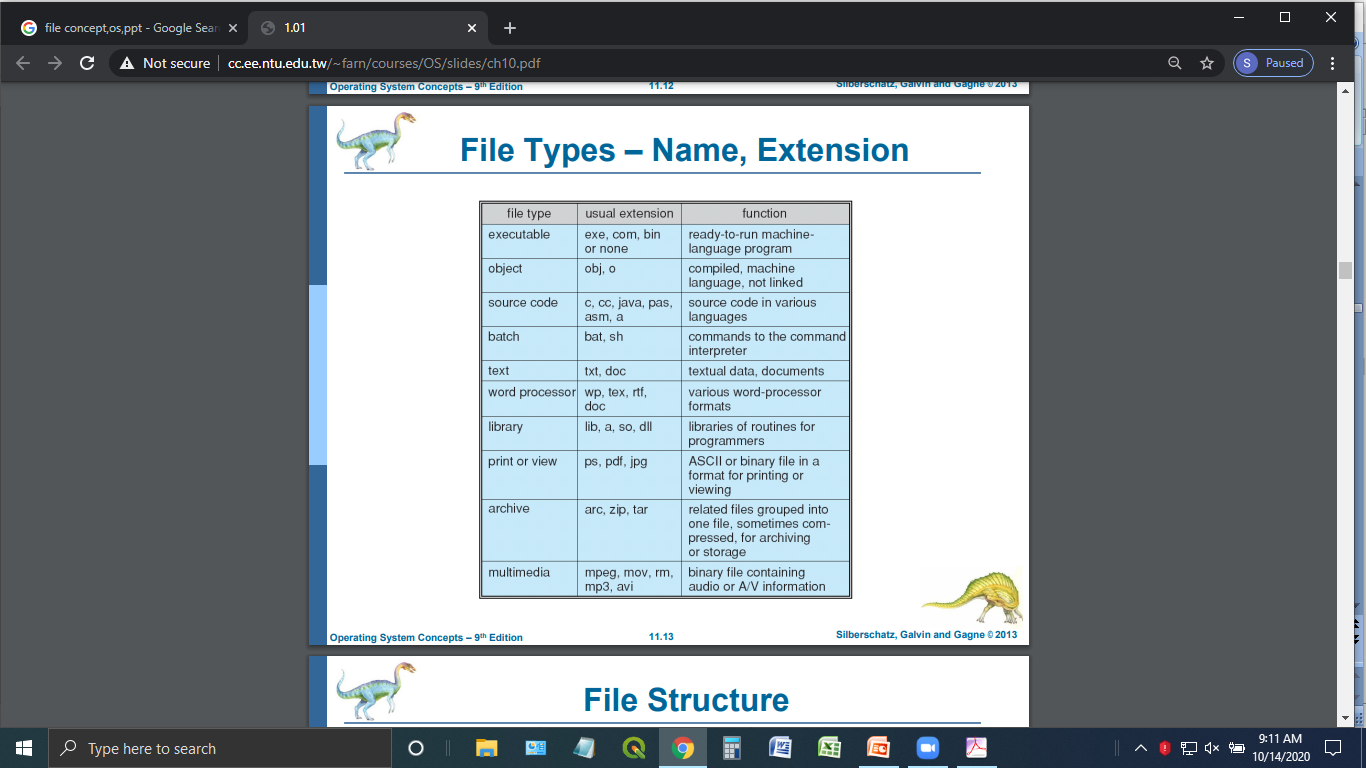 file concept,os,ppt - Google Sear
1.01
Not secure
cc.ee.ntu.edu.tw/~farn/courses/OS/slides/ch10.pdf
S Paused
Operating System Concepts – 9th Edition 11.12 Silberschatz, Galvin and Gagne ©2013
File Types – Name, Extension
file type usual extension function
executable exe, com, bin ready-to-run machine-
or none language program
object obj, o compiled, machine
language, not linked
source code c, cc, java, pas, source code in various
asm, a languages
batch bat, sh commands to the command
interpreter
text txt, doc textual data, documents
word processor wp, tex, rtf, various word-processor
doc formats
library lib, a, so, dll libraries of routines for
programmers
print or view ps, pdf, jpg ASCII or binary file in a
format for printing or
viewing
archive arc, zip, tar related files grouped into
one file, sometimes com-
pressed, for archiving
or storage
multimedia mpeg, mov, rm, binary file containing
mp3, avi audio or A/V information
Operating System Concepts – 9th Edition 11.13 Silberschatz, Galvin and Gagne ©2013
File Structure
Type here to search
9:11 AM
10/14/2020